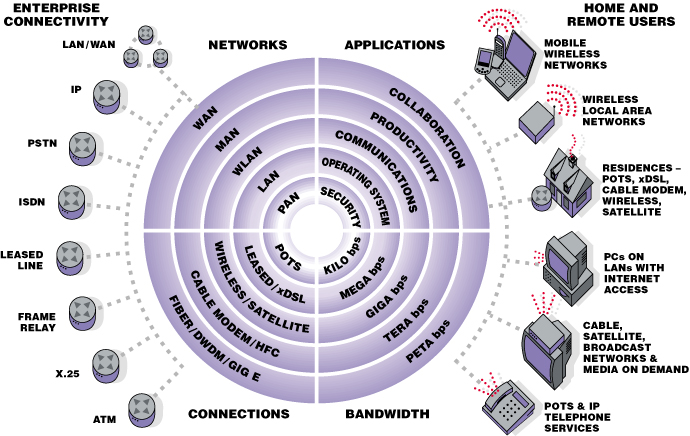 ENTERPRISE
CONNECTIVITY
HOME AND
REMOTE USERS
LAN/WAN
IP
PSTN
ISDN
LEASED
LINE
FRAME
RELAY
X.25
ATM
NETWORKS
WAN
MAN
WLAN
LAN
PAN
APPLICATIONS
COLLABORATION
PRODUCTIVITY
COMMUNICATIONS
OPERATING SYSTEM
SECURITY
POTS
LEASED/xDSL
WIRELESS/SATELLITE
CABLE MODEM/HFC
FIBER/DWDM/GIG E
CONNECTIONS
KILO bps
MEGA bps
GIGA bps
TERA bps
PETA bps
BANDWIDTH
MOBILE
WIRELESS
NETWORKS
WIRELESS
LOCAL AREA
NETWORKS
RESIDENCES –
POTS, xDSL,
CABLE MODEM,
WIRELESS,
SATELLITE
PCs ON
LANs WITH
INTERNET
ACCESS
CABLE,
SATELLITE,
BROADCAST
NETWORKS &
MEDIA ON DEMAND
POTS & IP
TELEPHONE
SERVICES